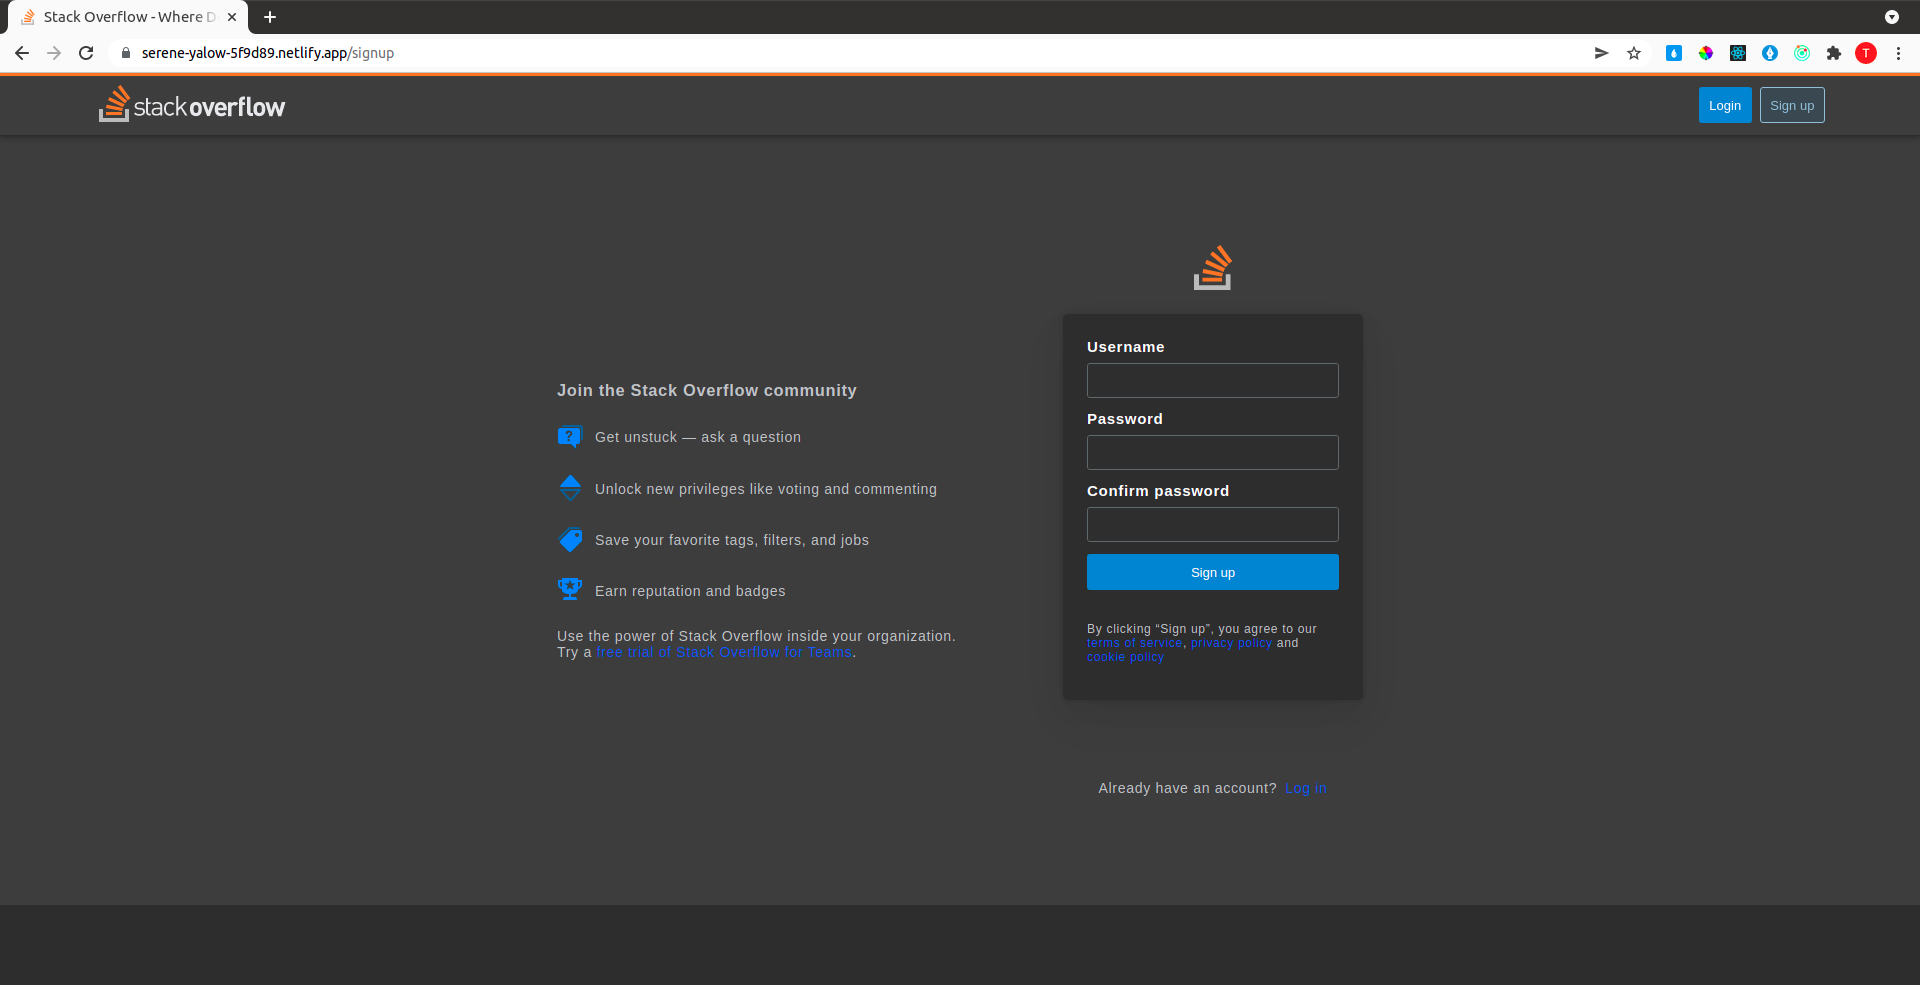 Stack Overflow - Where D
serene-yalow-5f9d89.netlify.app/signup
T
stackoverflow
Login
Sign up
Join the Stack Overflow community
?
Get unstuck — ask a question
Unlock new privileges like voting and commenting
Save your favorite tags, filters, and jobs
Earn reputation and badges
Use the power of Stack Overflow inside your organization.
Try a free trial of Stack Overflow for Teams.
Username
Password
Confirm password
Sign up
By clicking “Sign up”, you agree to our
terms of service, privacy policy and
cookie policy
Already have an account? Log in